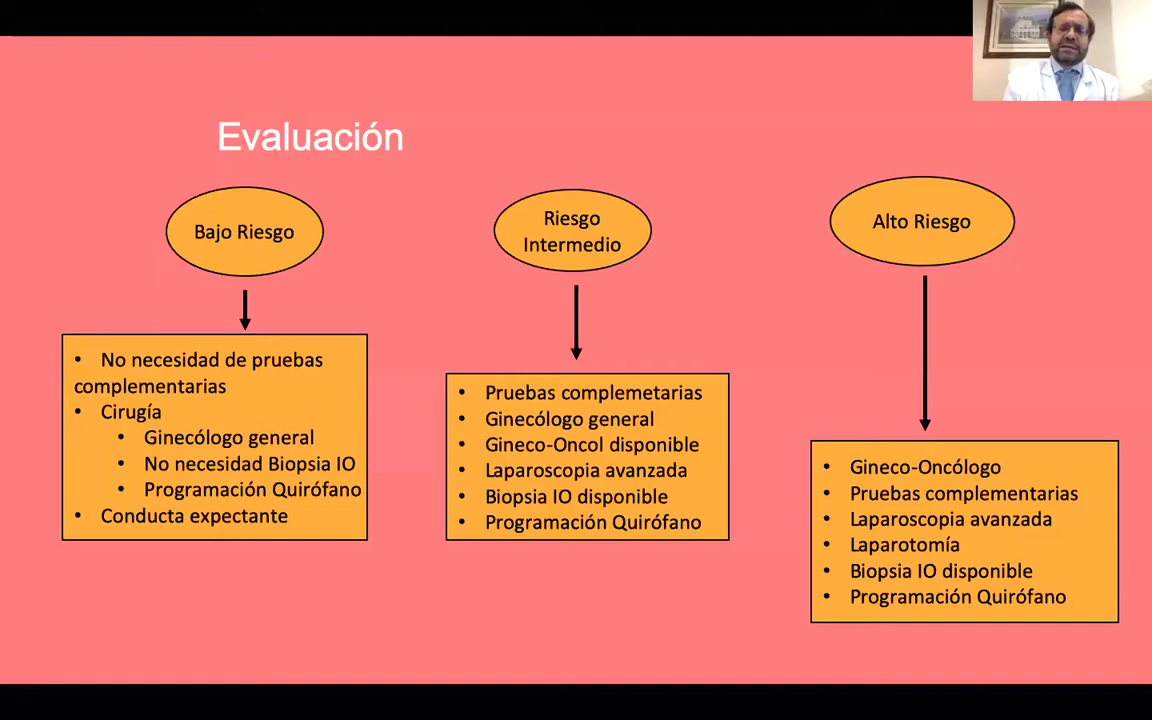 Evaluación
Bajo Riesgo
• No necesidad de pruebas
complementarias
• Cirugía
• Ginecólogo general
• No necesidad Biopsia IO
• Programación Quirófano
• Conducta expectante
Riesgo
Intermedio
• Pruebas complemetarias
• Ginecólogo general
• Gineco-Oncol disponible
• Laparoscopia avanzada
• Biopsia IO disponible
• Programación Quirófano
Alto Riesgo
• Gineco-Oncólogo
• Pruebas complementarias
• Laparoscopia avanzada
• Laparotomía
• Biopsia IO disponible
• Programación Quirófano